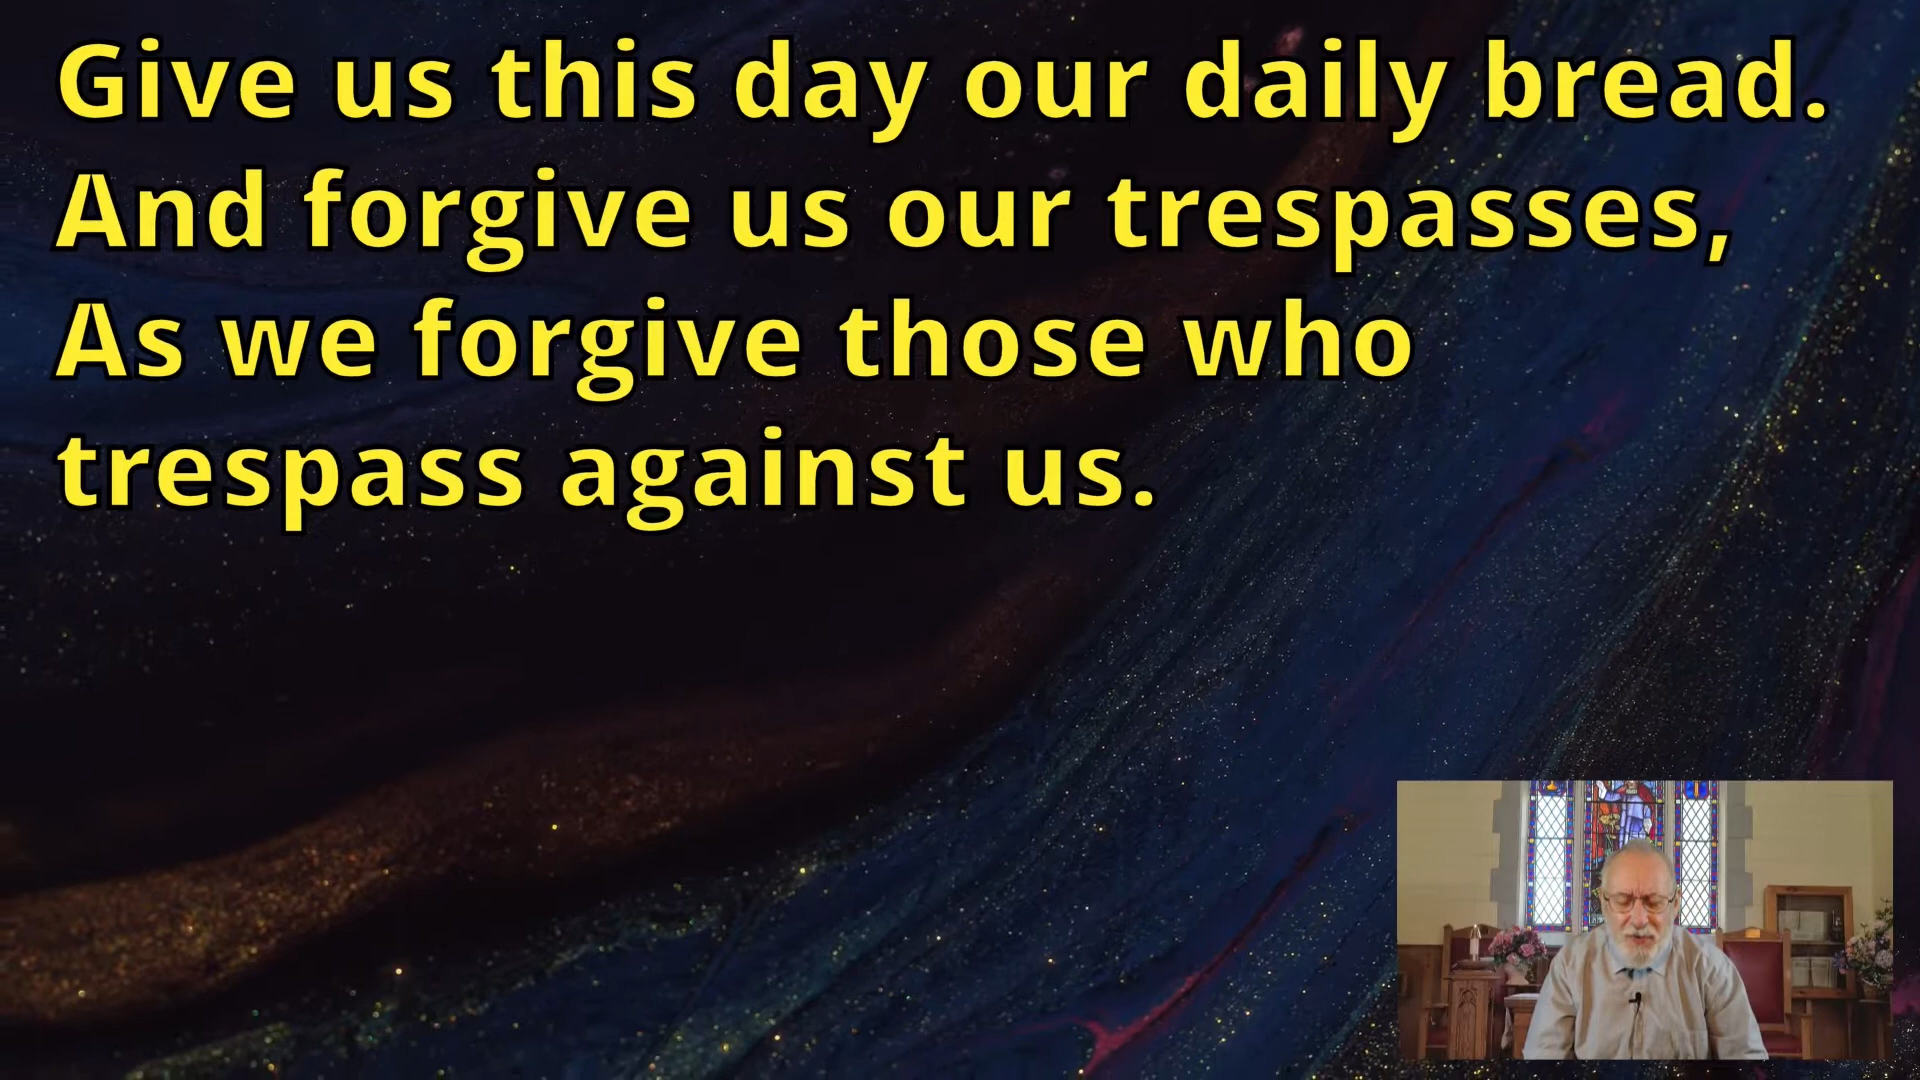 Give us this day our daily bread.
And forgive us our trespasses,
As we forgive those who
trespass against us.